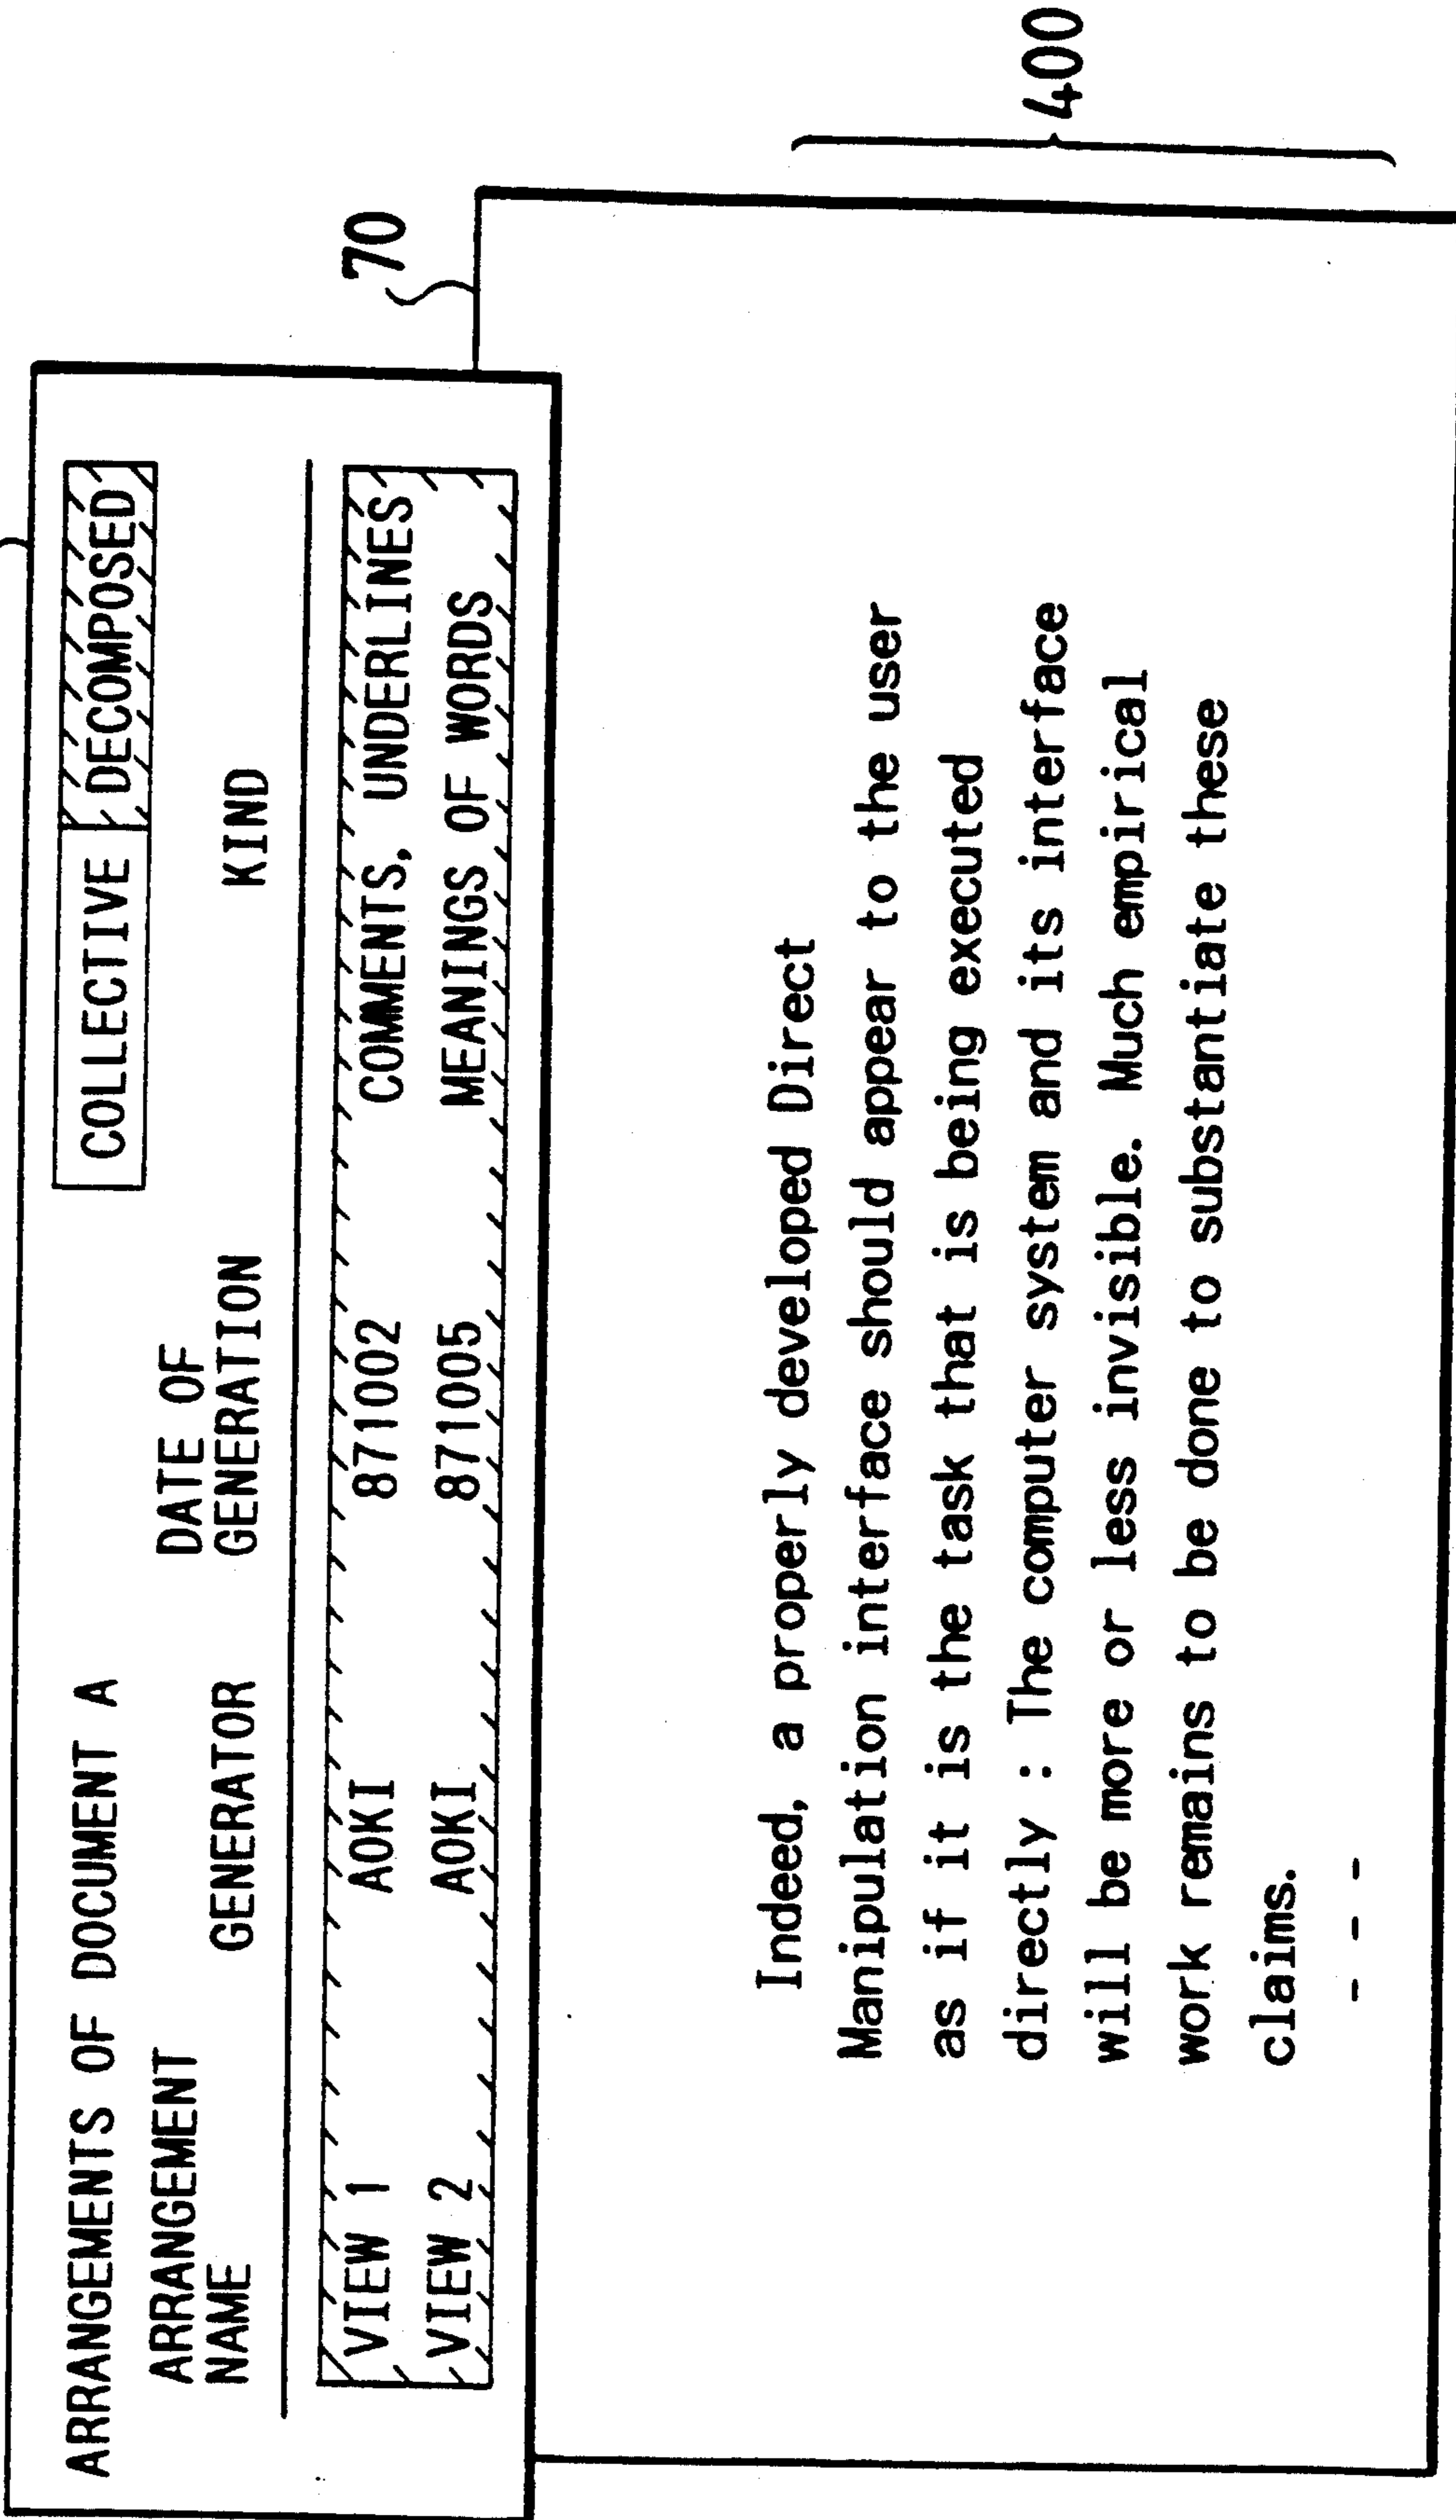 ARRANGEMENTS OF DOCUMENT A COLLECTIVE DECOMPOSED
ARRANGEMENT NAME GENERATOR DATE OF GENERATION KIND
VIEW 1 AOKI 871002 COMMENTS, UNDERLINES
VIEW 2 AOKI 871005 MEANINGS OF WORDS
70
Indeed, a properly developed Direct
Manipulation interface should appear to the user
as if it is the task that is being executed
directly : The computer system and its interface
will be more or less invisible. Much empirical
work remains to be done to substantiate these
claims.
- - -
400